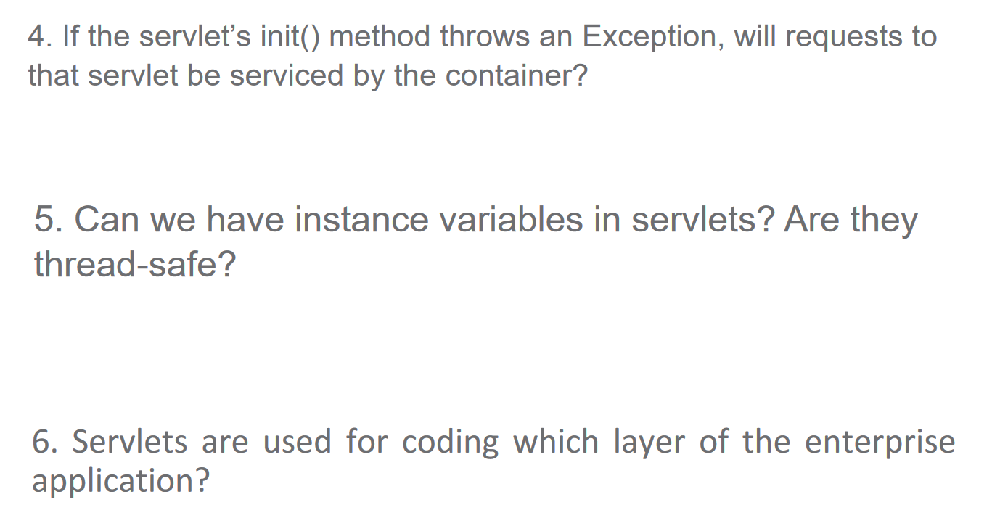 4. If the servlet’s init() method throws an Exception, will requests to
that servlet be serviced by the container?
5. Can we have instance variables in servlets? Are they
thread-safe?
6. Servlets are used for coding which layer of the enterprise
application?